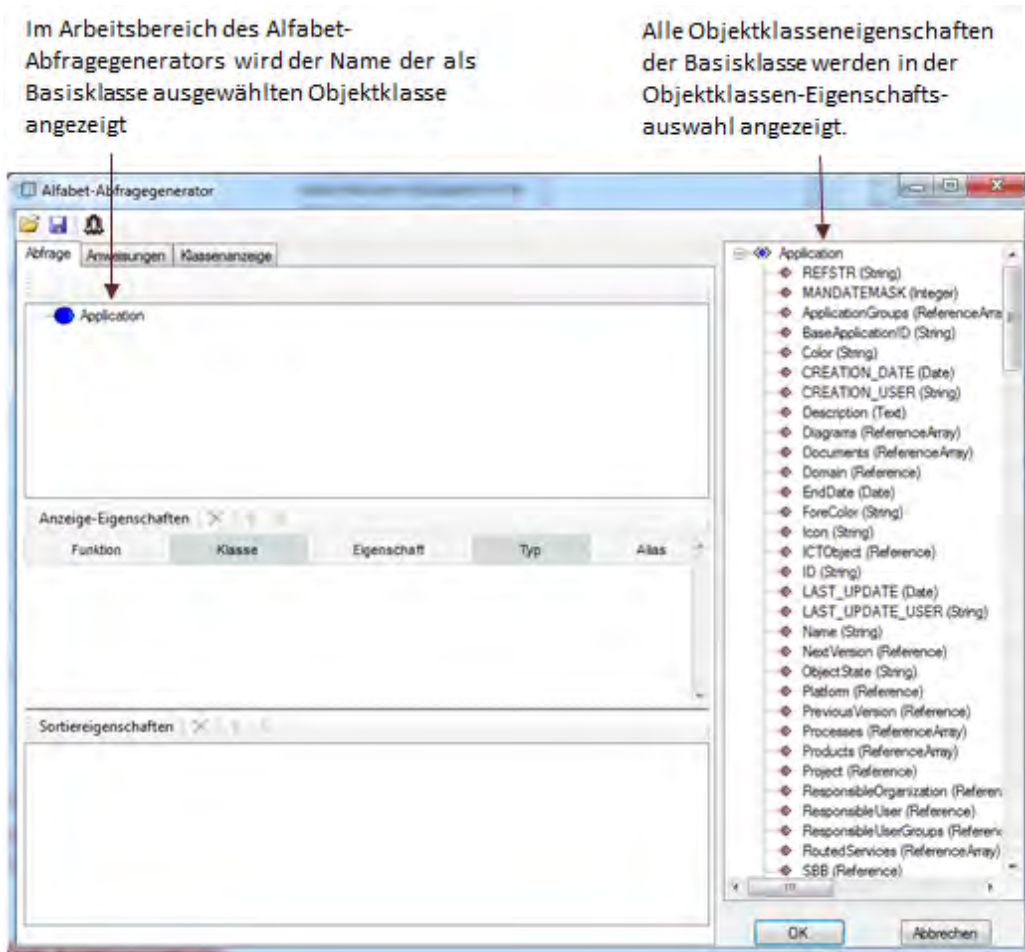 Im Arbeitsbereich des Alfabet-
Abfragegenerators wird der Name der als
Basisklasse ausgewählten Objektklasse
angezeigt
Alle Objektklasseneigenschaften
der Basisklasse werden in der
Objektklassen-Eigenschafts-
auswahl angezeigt.
Alfabet-Abfragegenerator
Abfrage Anweisungen Klassenanzeige
Application
Anzeige-Eigenschaften
Funktion Klasse Eigenschaft Typ Alias
Sortiereigenschaften
Application
REFSTR (String)
MANDATEMASK (Integer)
ApplicationGroups (ReferenceArra
BaseApplicationID (String)
Color (String)
CREATION_DATE (Date)
CREATION_USER (String)
Description (Text)
Diagrams (ReferenceArray)
Documents (ReferenceArray)
Domain (Reference)
EndDate (Date)
ForeColor (String)
Icon (String)
ICTObject (Reference)
ID (String)
LAST_UPDATE (Date)
LAST_UPDATE_USER (String)
Name (String)
NextVersion (Reference)
ObjectState (String)
Platform (Reference)
PreviousVersion (Reference)
Processes (ReferenceArray)
Products (ReferenceArray)
Project (Reference)
ResponsibleOrganization (Referen
ResponsibleUser (Reference)
ResponsibleUserGroups (Referen
RoutedServices (ReferenceArray)
SBB (Reference)
OK Abbrechen